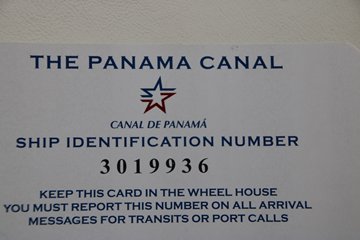 THE PANAMA CANAL
CANAL DE PANAMÁ
SHIP IDENTIFICATION NUMBER
3019936
KEEP THIS CARD IN THE WHEEL HOUSE
YOU MUST REPORT THIS NUMBER ON ALL ARRIVAL
MESSAGES FOR TRANSITS OR PORT CALLS